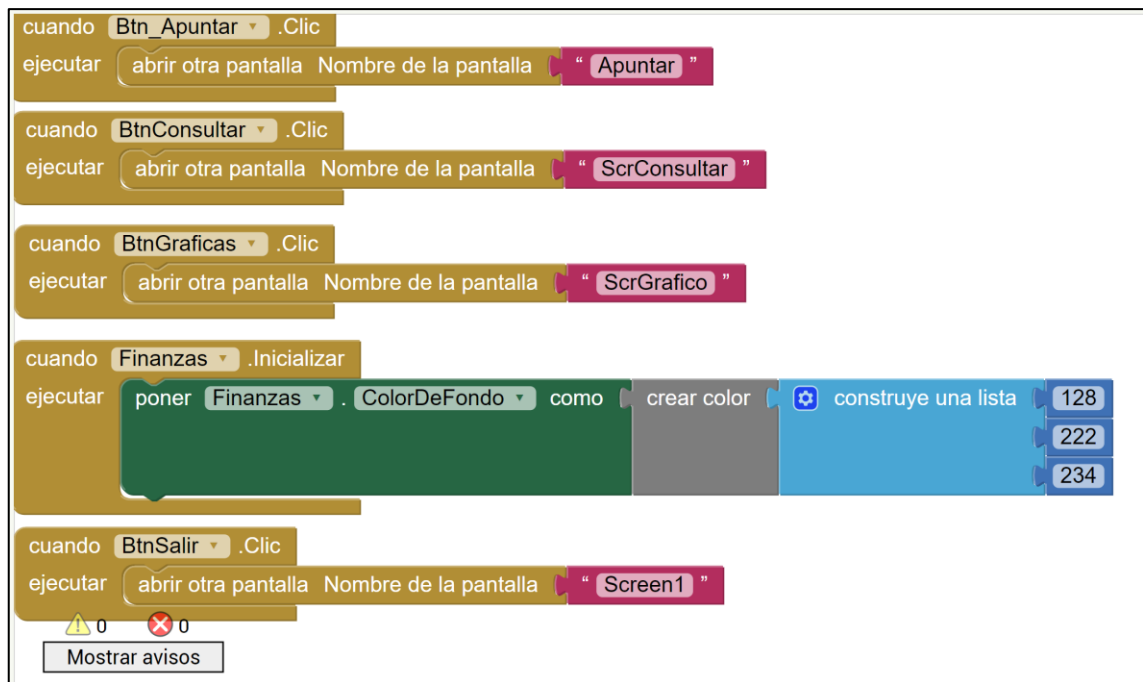 cuando Btn_Apuntar .Clic
ejecutar abrir otra pantalla Nombre de la pantalla “ Apuntar ”
cuando BtnConsultar .Clic
ejecutar abrir otra pantalla Nombre de la pantalla “ ScrConsultar ”
cuando BtnGraficas .Clic
ejecutar abrir otra pantalla Nombre de la pantalla “ ScrGrafico ”
cuando Finanzas .Inicializar
ejecutar poner Finanzas . ColorDeFondo como crear color construye una lista 128
222
234
cuando BtnSalir .Clic
ejecutar abrir otra pantalla Nombre de la pantalla “ Screen1 ”
0 0
Mostrar avisos